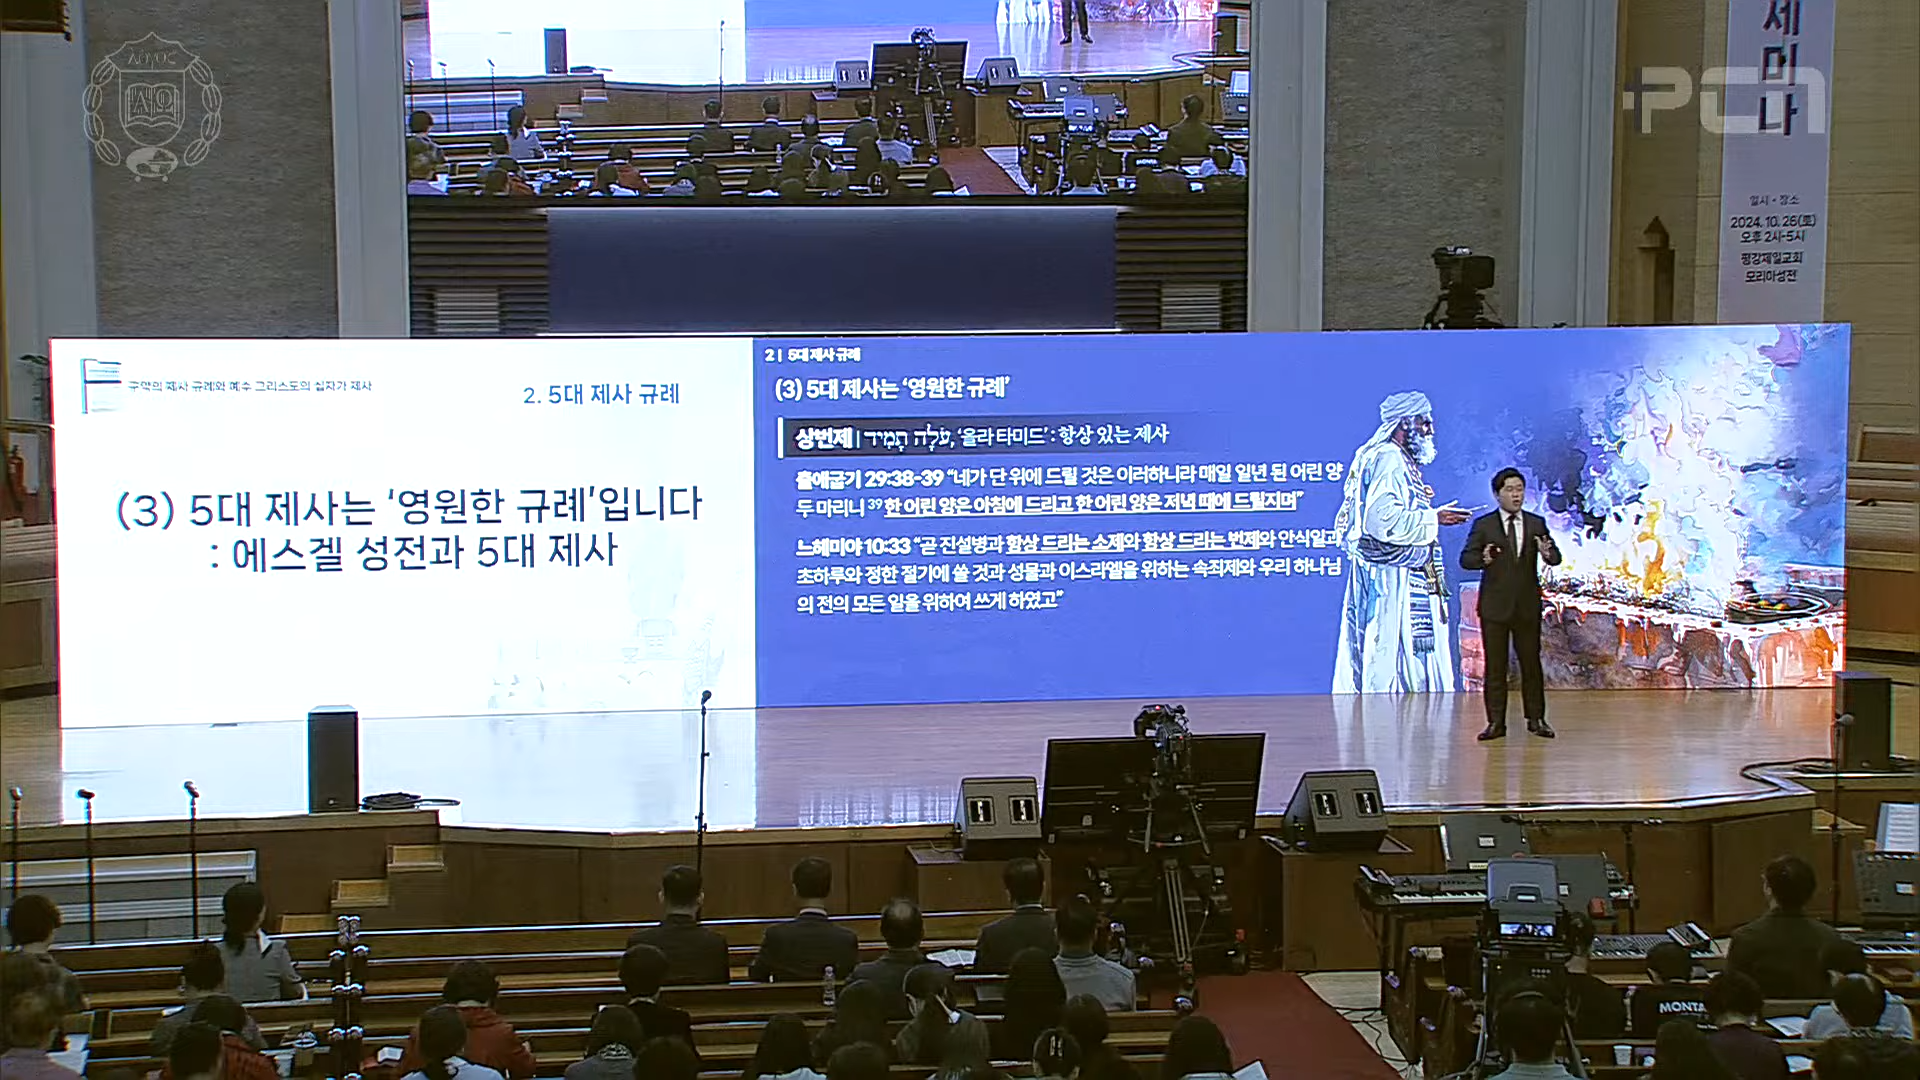 ΛΌΓΟΣ
Α Ω
PCN
세미나
일시 · 장소
2024. 10. 26(토)
오후 2시-5시
평강제일교회
모리아성전
구약의 제사 규례와 예수 그리스도의 십자가 제사
2. 5대 제사 규례
(3) 5대 제사는 ‘영원한 규례’입니다
: 에스겔 성전과 5대 제사
2 | 5대 제사 규례
(3) 5대 제사는 ‘영원한 규례’
상번제 | עֹלָה תָמִיד, ‘올라 타미드’ : 항상 있는 제사
출애굽기 29:38-39 “네가 단 위에 드릴 것은 이러하니라 매일 일년 된 어린 양
두 마리니 39 한 어린 양은 아침에 드리고 한 어린 양은 저녁 때에 드릴지며”
느헤미야 10:33 “곧 진설병과 항상 드리는 소제와 항상 드리는 번제와 안식일과
초하루와 정한 절기에 쓸 것과 성물과 이스라엘을 위하는 속죄제와 우리 하나님
의 전의 모든 일을 위하여 쓰게 하였고”
MONTA